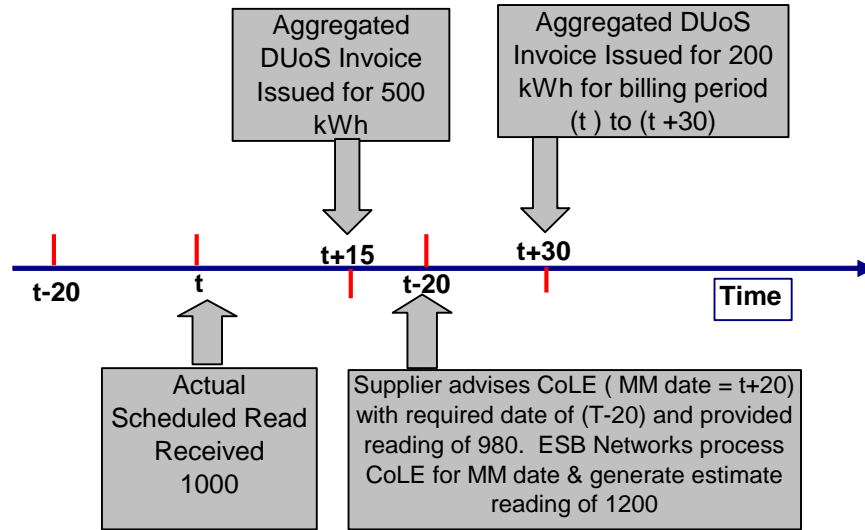 Aggregated
DUoS Invoice
Issued for 500
kWh
Aggregated DUoS
Invoice Issued for 200
kWh for billing period
(t ) to (t +30)
t-20
t
t+15
t-20
t+30
Time
Actual
Scheduled Read
Received
1000
Supplier advises CoLE ( MM date = t+20)
with required date of (T-20) and provided
reading of 980.  ESB Networks process
CoLE for MM date & generate estimate
reading of 1200